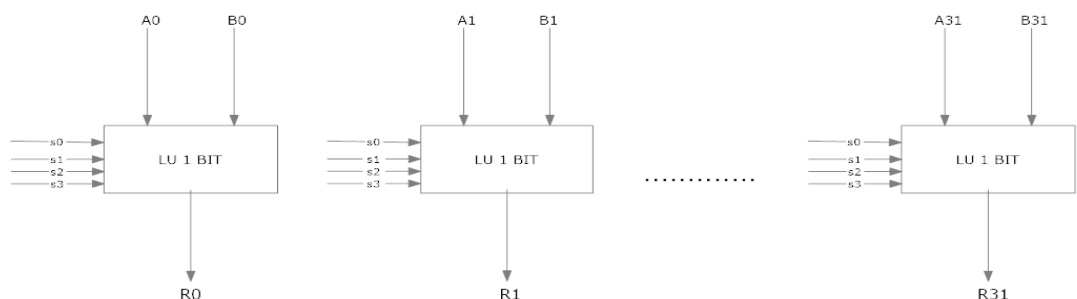 A0 B0 A1 B1 A31 B31
s0 s0 s0
LU 1 BIT LU 1 BIT LU 1 BIT
s1 s1 s1
s2 s2 s2
s3 s3 s3
.............
R0 R1 R31